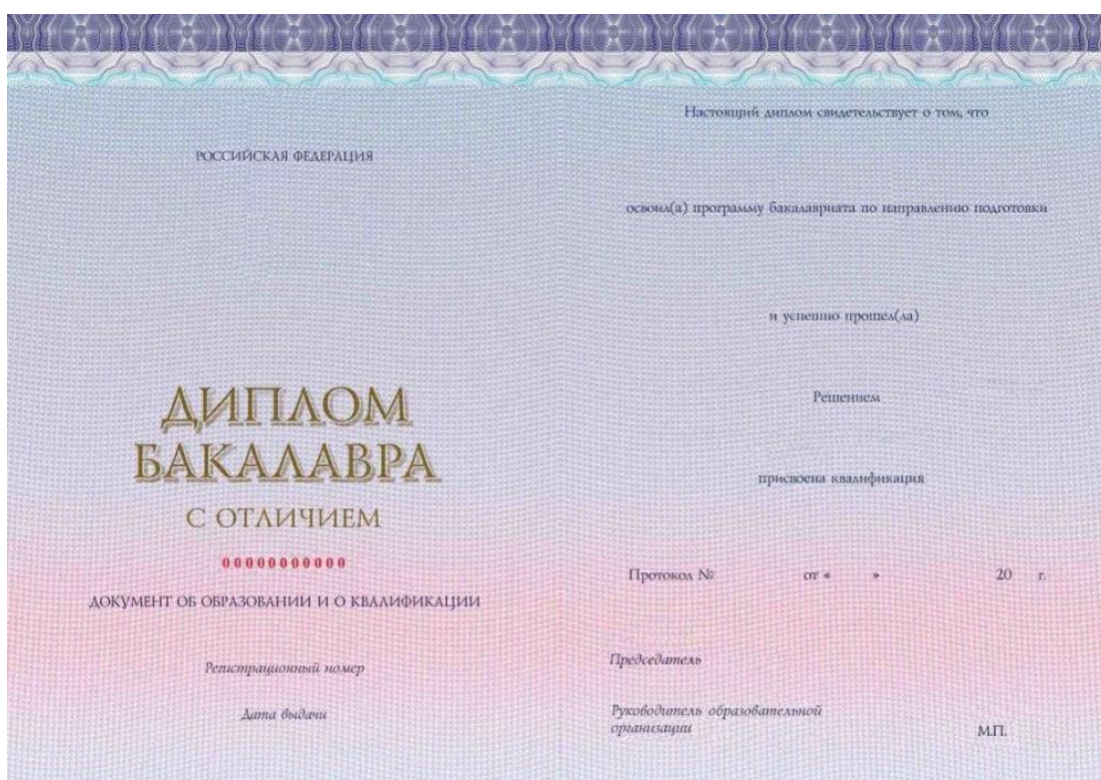 РОССИЙСКАЯ ФЕДЕРАЦИЯ
ДИПЛОМ
БАКАЛАВРА
С ОТЛИЧИЕМ
00000000000
ДОКУМЕНТ ОБ ОБРАЗОВАНИИ И О КВАЛИФИКАЦИИ
Регистрационный номер
Дата выдачи
Настоящий диплом свидетельствует о том, что
освоил(а) программу бакалавриата по направлению подготовки
и успешно прошел(ла)
Решением
присвоена квалификация
Протокол № от « » 20 г.
Председатель
Руководитель образовательной
организации
М.П.